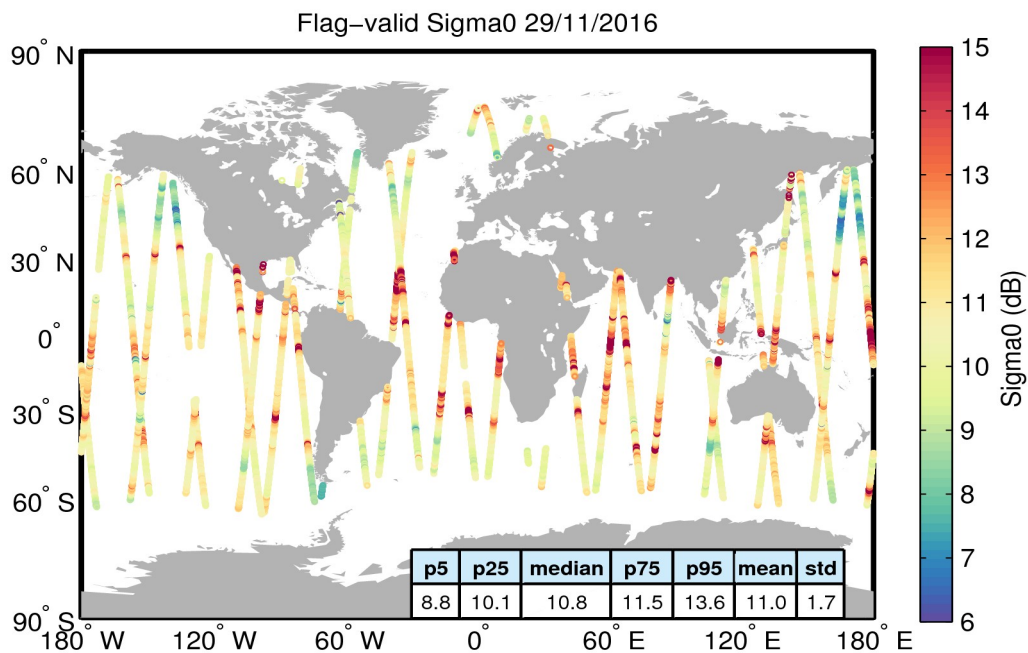 Flag−valid Sigma0 29/11/2016
90° N
60° N
30° N
0°
30° S
60° S
90° S
180° W
120° W
60° W
0°
60° E
120° E
180° E
p5 p25 median p75 p95 mean std
8.8 10.1 10.8 11.5 13.6 11.0 1.7
15
14
13
12
11
10
9
8
7
6
Sigma0 (dB)